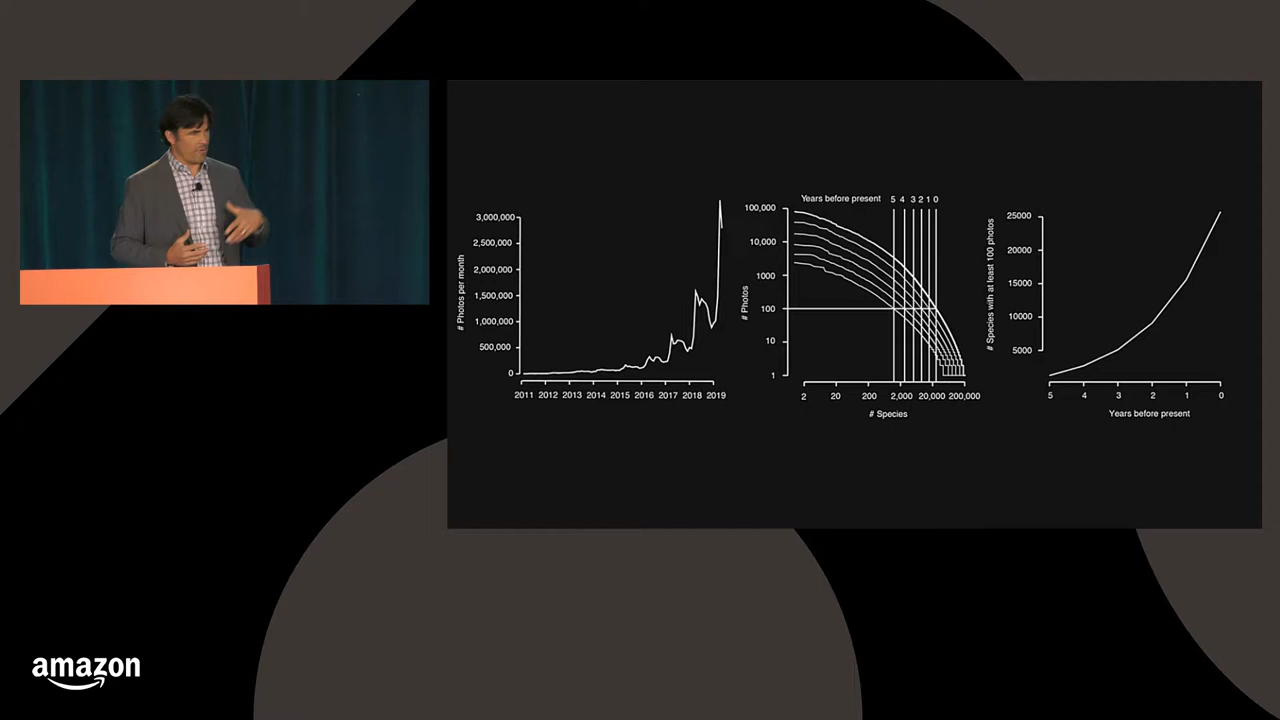 # Photos per month
3,000,000
2,500,000
2,000,000
1,500,000
1,000,000
500,000
0
2011 2012 2013 2014 2015 2016 2017 2018 2019
Years before present 5 4 3 2 1 0
# Photos
100,000
10,000
1000
100
10
1
2 20 200 2,000 20,000 200,000
# Species
# Species with at least 100 photos
25000
20000
15000
10000
5000
5 4 3 2 1 0
Years before present
amazon